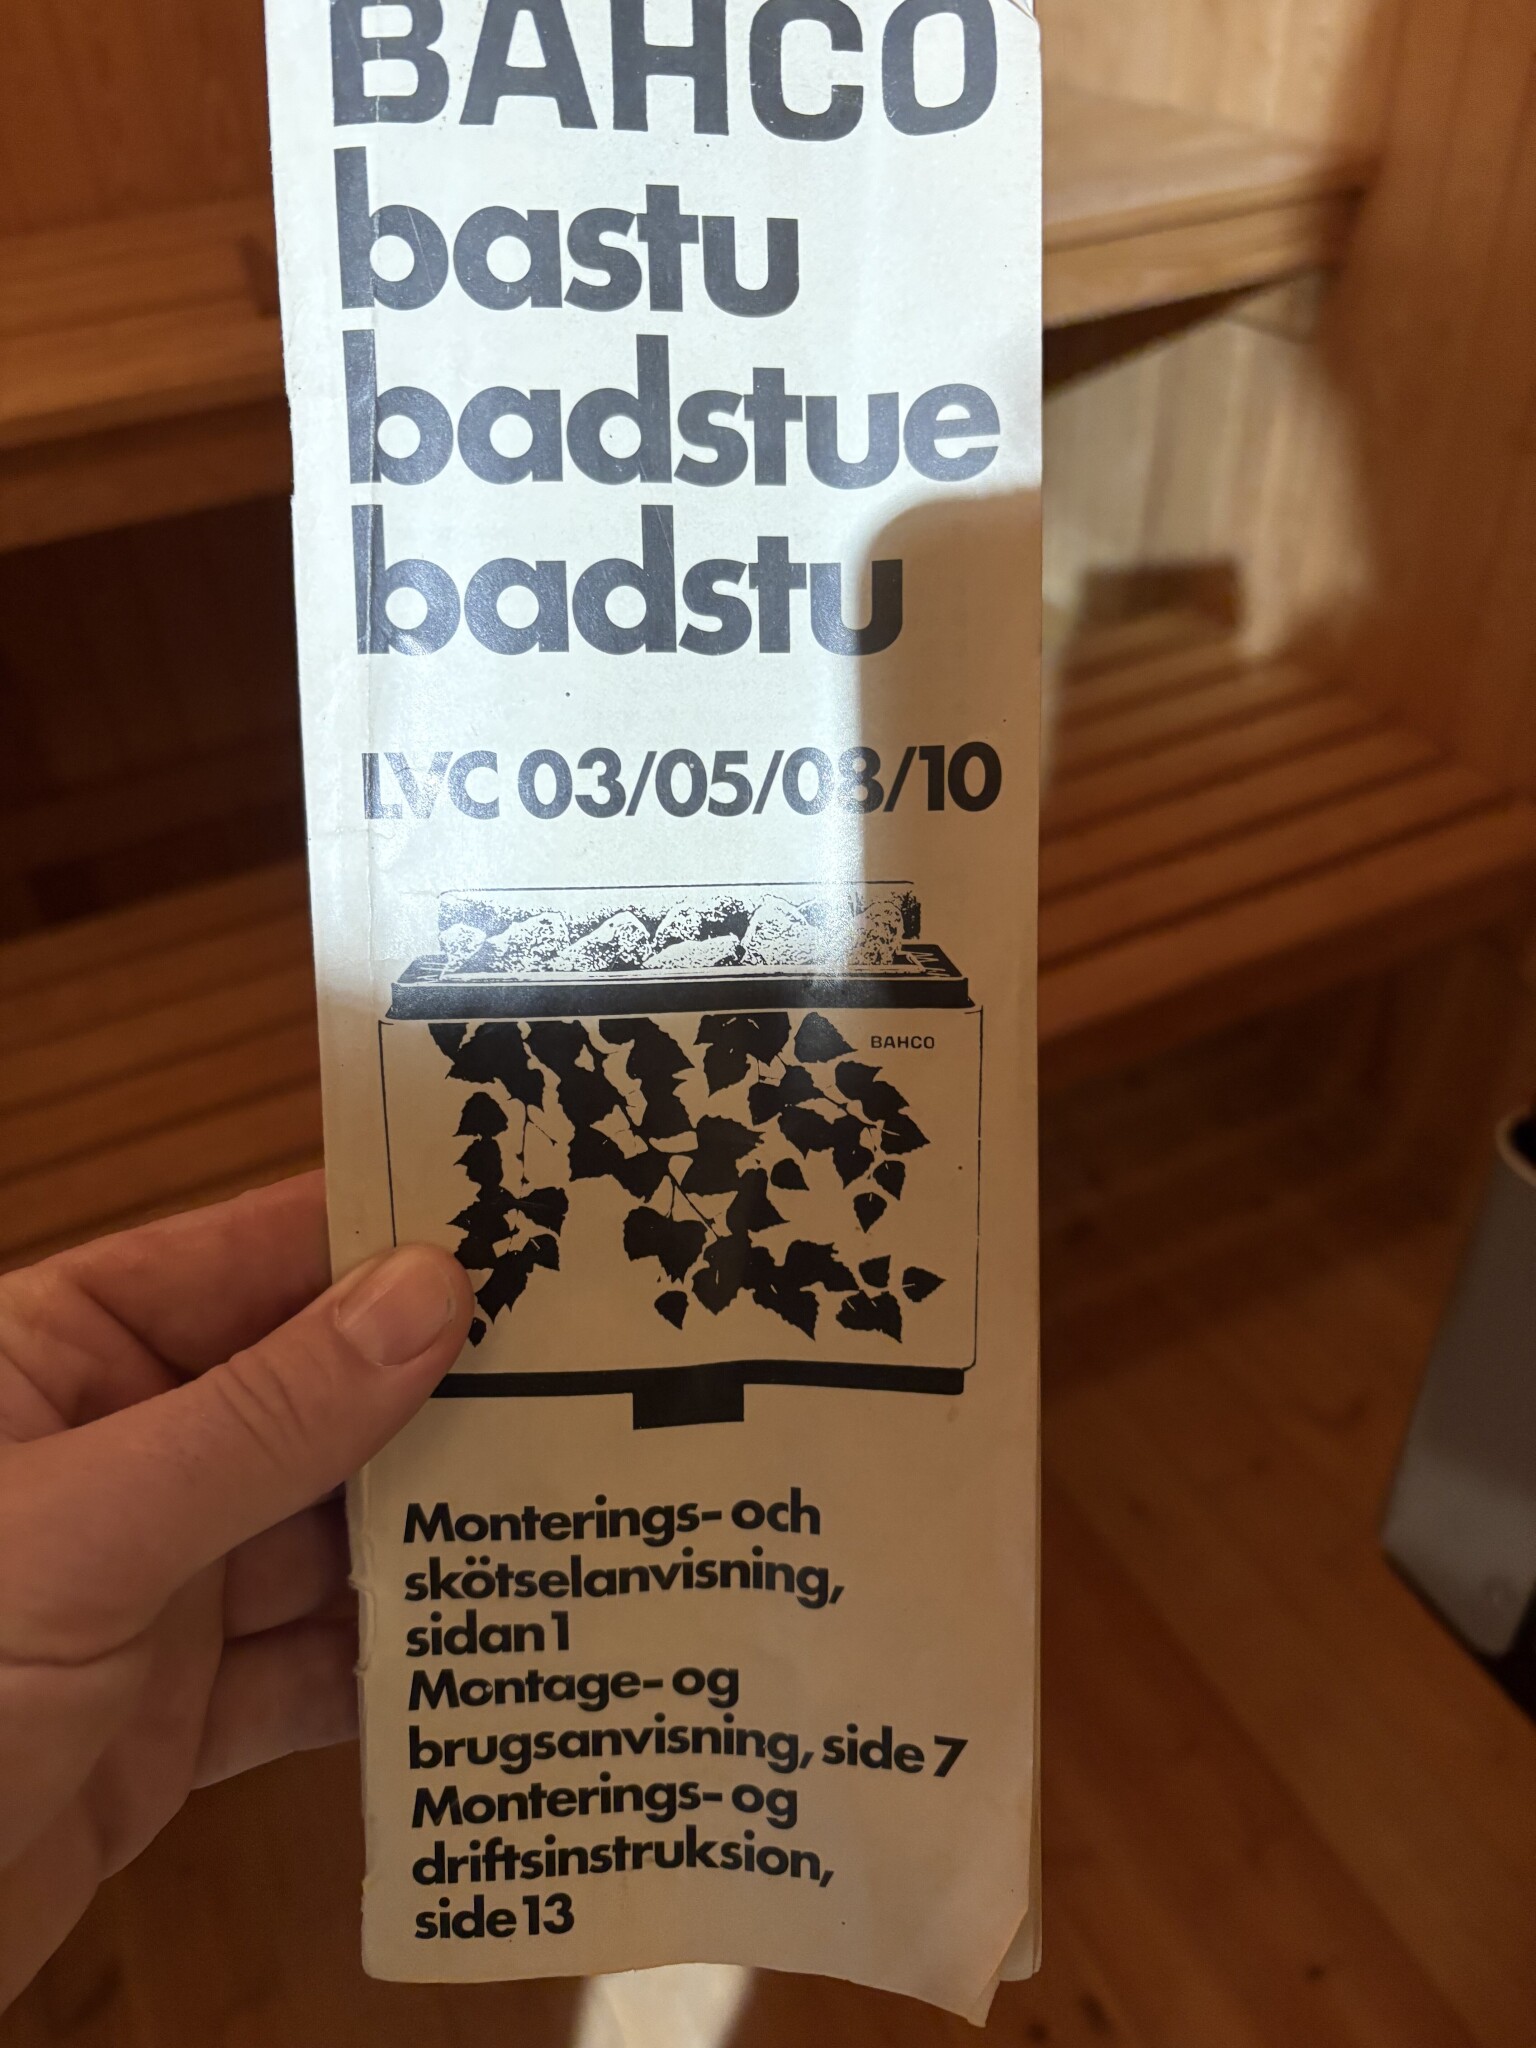 BAHCO
bastu
badstue
badstu
LVC 03/05/08/10
BAHCO
Monterings- och
skötselanvisning,
sidan 1
Montage- og
brugsanvisning, side 7
Monterings- og
driftsinstruksion,
side 13